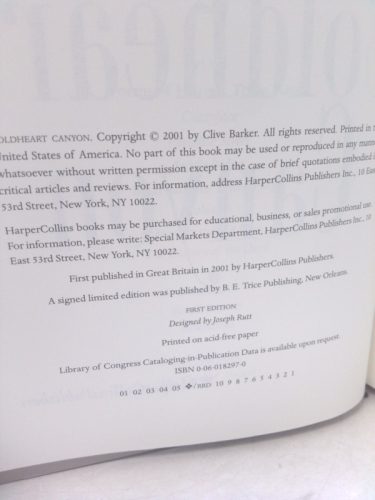 OLDHEART CANYON. Copyright © 2001 by Clive Barker. All rights reserved. Printed in
United States of America. No part of this book may be used or reproduced in any
whatsoever without written permission except in the case of brief quotations embodied
critical articles and reviews. For information, address HarperCollins Publishers Inc., 10
53rd Street, New York, NY 10022.
HarperCollins books may be purchased for educational, business, or sales promotional use.
For information, please write: Special Markets Department, HarperCollins Publishers Inc., 10
East 53rd Street, New York, NY 10022.
First published in Great Britain in 2001 by HarperCollins Publishers.
A signed limited edition was published by B. E. Trice Publishing, New Orleans.
FIRST EDITION
Designed by Joseph Rutt
Printed on acid-free paper
Library of Congress Cataloging-in-Publication Data is available upon request.
ISBN 0-06-018297-0
01 02 03 04 05 ❖/RRD 10 9 8 7 6 5 4 3 2 1